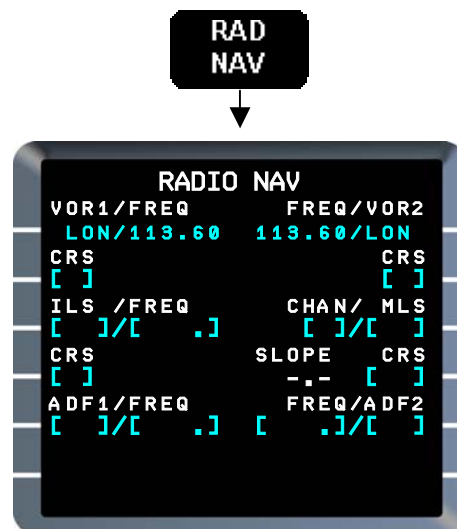 RAD
NAV
RADIO NAV
VOR1/FREQ FREQ/VOR2
LON/113.60 113.60/LON
CRS CRS
[ ] [ ]
ILS /FREQ CHAN/ MLS
[ ]/[ .] [ ]/[ ]
CRS SLOPE CRS
[ ] -.- [ ]
ADF1/FREQ FREQ/ADF2
[ ]/[ .] [ .]/[ ]